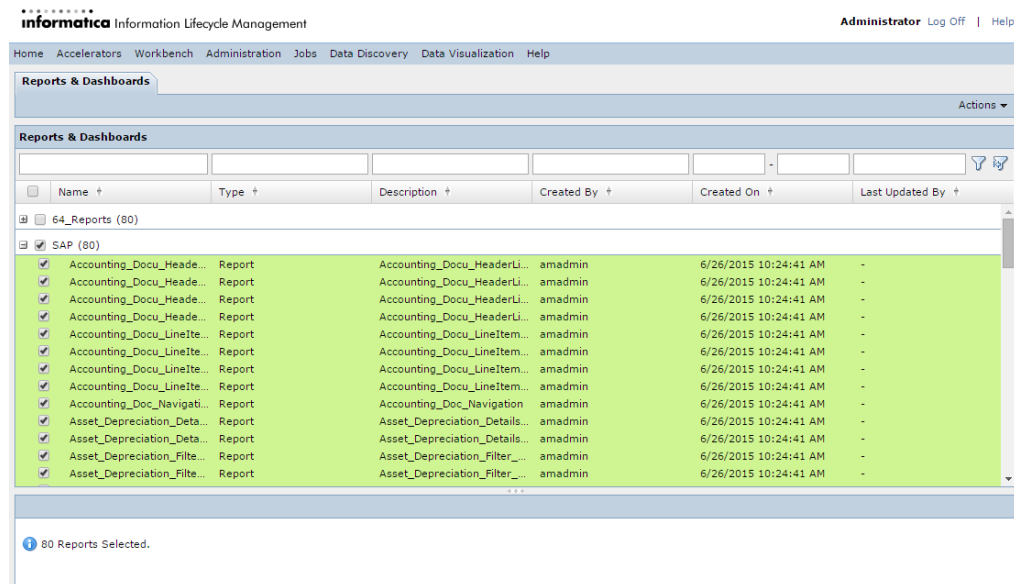 informatica Information Lifecycle Management
Administrator Log Off | Help
Home Accelerators Workbench Administration Jobs Data Discovery Data Visualization Help
Reports & Dashboards
Actions
Reports & Dashboards
-
Name Type Description Created By Created On Last Updated By
64_Reports (80)
SAP (80)
Accounting_Docu_Heade... Report Accounting_Docu_HeaderLi... amadmin 6/26/2015 10:24:41 AM -
Accounting_Docu_Heade... Report Accounting_Docu_HeaderLi... amadmin 6/26/2015 10:24:41 AM -
Accounting_Docu_Heade... Report Accounting_Docu_HeaderLi... amadmin 6/26/2015 10:24:41 AM -
Accounting_Docu_Heade... Report Accounting_Docu_HeaderLi... amadmin 6/26/2015 10:24:41 AM -
Accounting_Docu_LineIte... Report Accounting_Docu_LineItem... amadmin 6/26/2015 10:24:41 AM -
Accounting_Docu_LineIte... Report Accounting_Docu_LineItem... amadmin 6/26/2015 10:24:41 AM -
Accounting_Docu_LineIte... Report Accounting_Docu_LineItem... amadmin 6/26/2015 10:24:41 AM -
Accounting_Docu_LineIte... Report Accounting_Docu_LineItem... amadmin 6/26/2015 10:24:41 AM -
Accounting_Doc_Navigati... Report Accounting_Doc_Navigation amadmin 6/26/2015 10:24:41 AM -
Asset_Depreciation_Deta... Report Asset_Depreciation_Details... amadmin 6/26/2015 10:24:41 AM -
Asset_Depreciation_Deta... Report Asset_Depreciation_Details... amadmin 6/26/2015 10:24:41 AM -
Asset_Depreciation_Filte... Report Asset_Depreciation_Filter_... amadmin 6/26/2015 10:24:41 AM -
Asset_Depreciation_Filte... Report Asset_Depreciation_Filter_... amadmin 6/26/2015 10:24:41 AM -
80 Reports Selected.